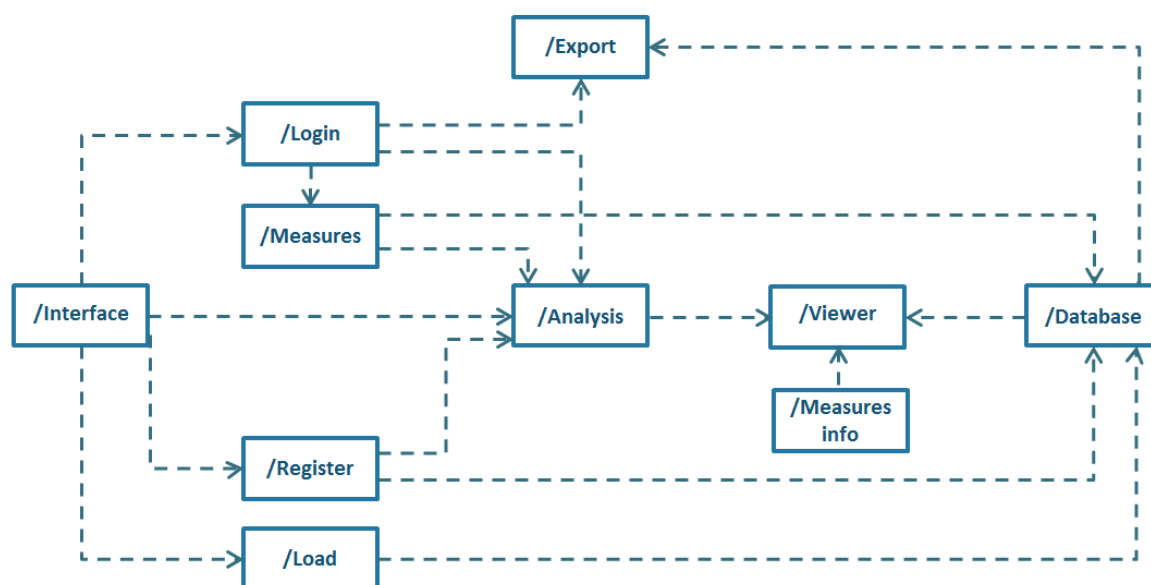 /Export
/Login
/Measures
/Interface
/Analysis
/Viewer
/Database
/Measures
info
/Register
/Load